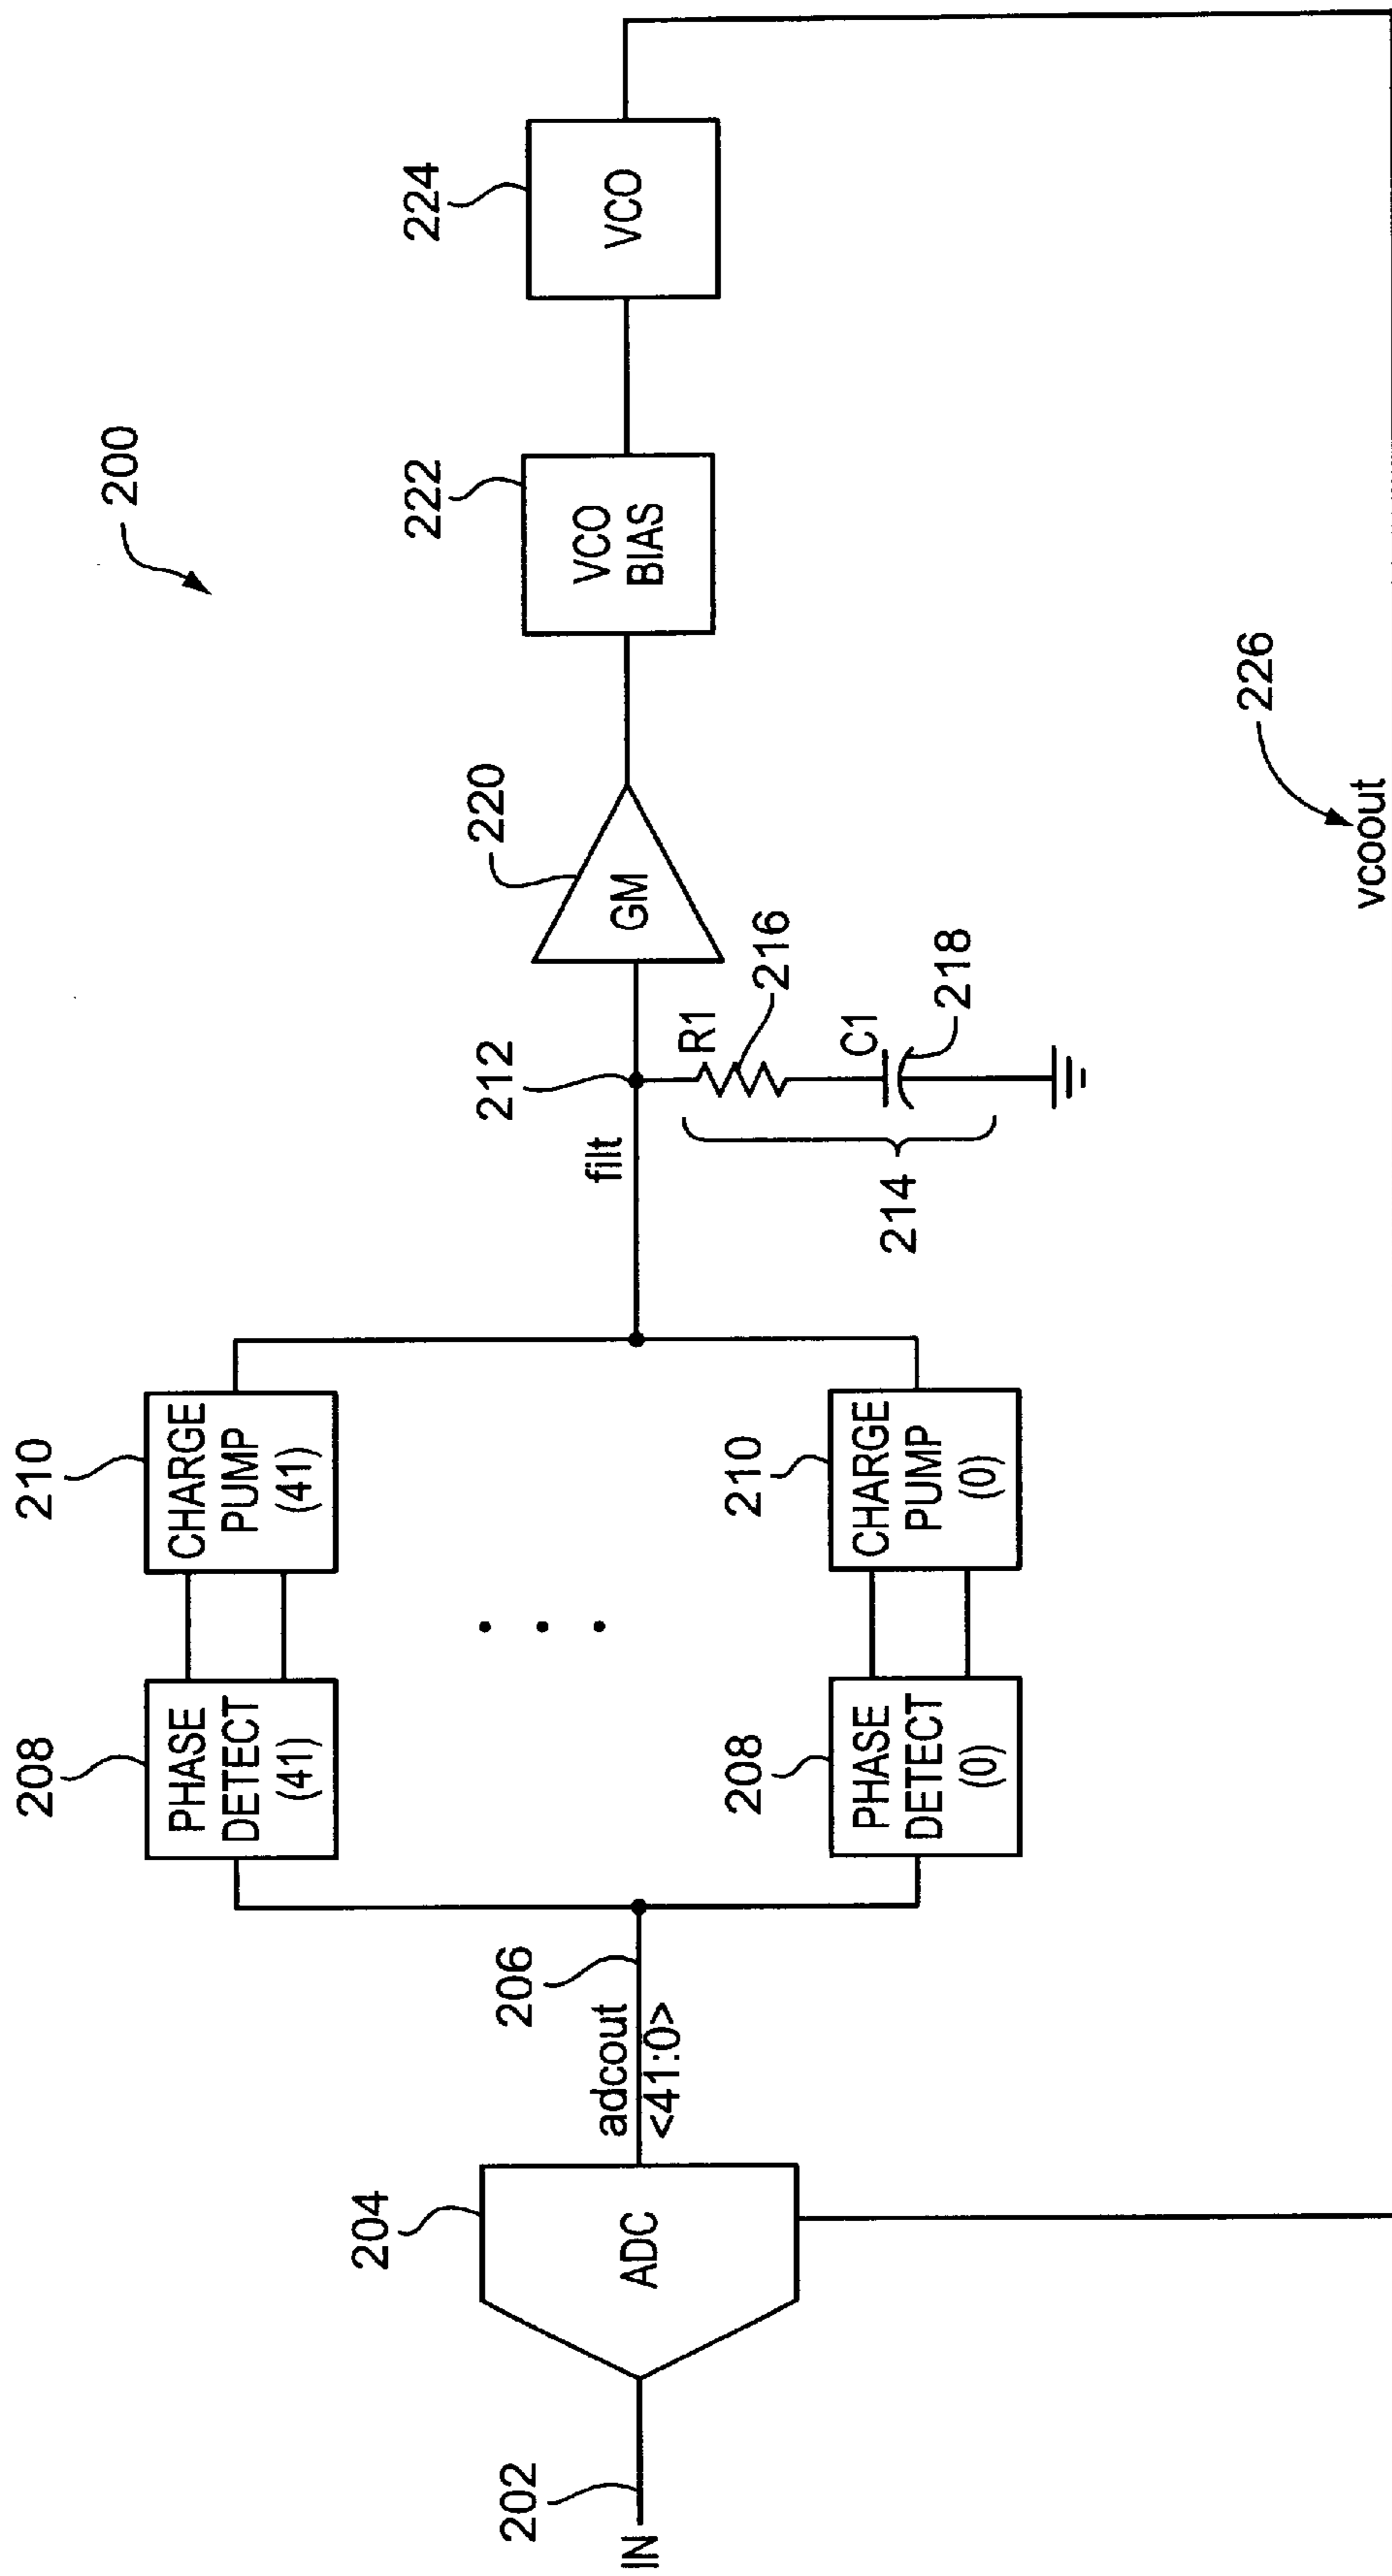 200
210
CHARGE
PUMP
(41)
208
PHASE
DETECT
(41)
224
VCO
222
VCO
BIAS
220
GM
212
filt
R1
216
C1
218
214
206
adcout
<41:0>
204
ADC
202
IN
210
CHARGE
PUMP
(0)
208
PHASE
DETECT
(0)
226
vcoout